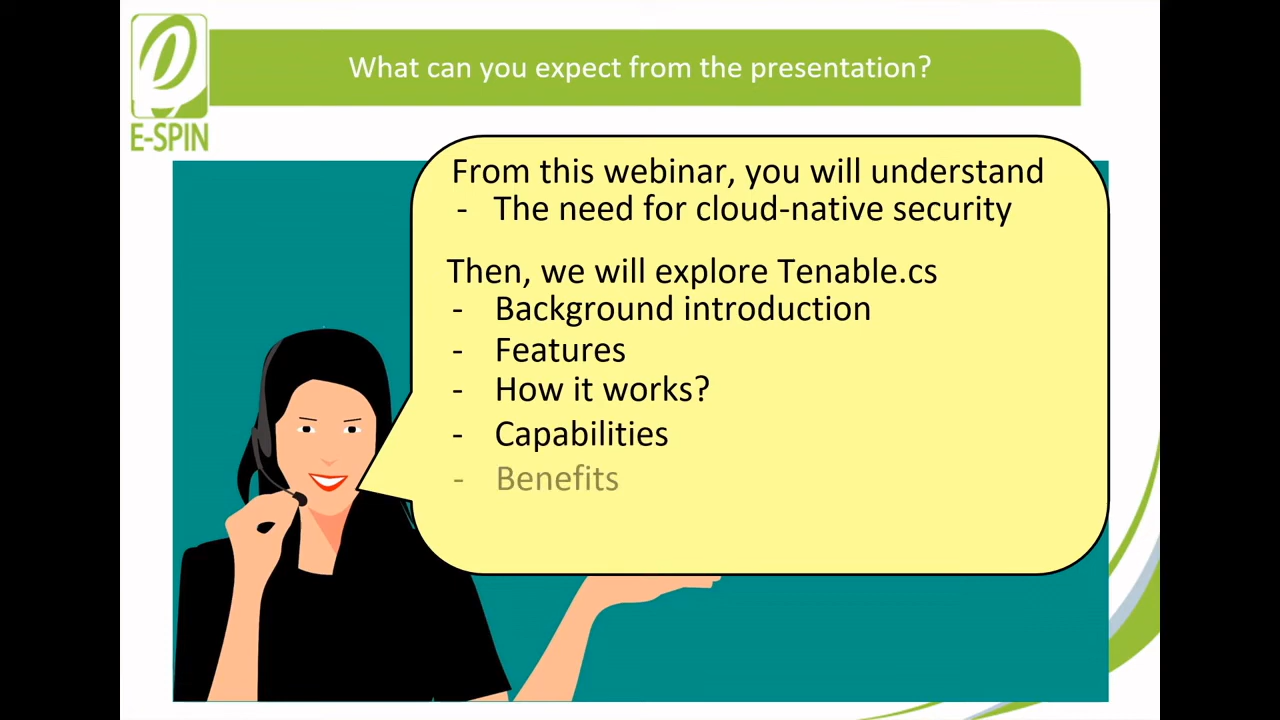 What can you expect from the presentation?
E-SPIN
From this webinar, you will understand
- The need for cloud-native security
Then, we will explore Tenable.cs
- Background introduction
- Features
- How it works?
- Capabilities
- Benefits